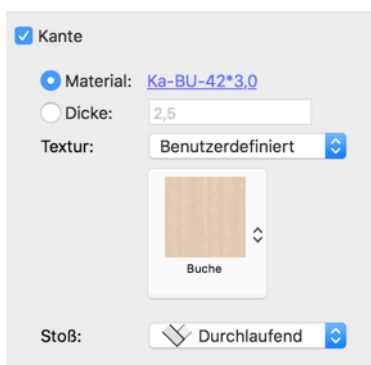 Kante
Material: Ka-BU-42*3,0
Dicke: 2,5
Textur: Benutzerdefiniert
Buche
Stoß: Durchlaufend